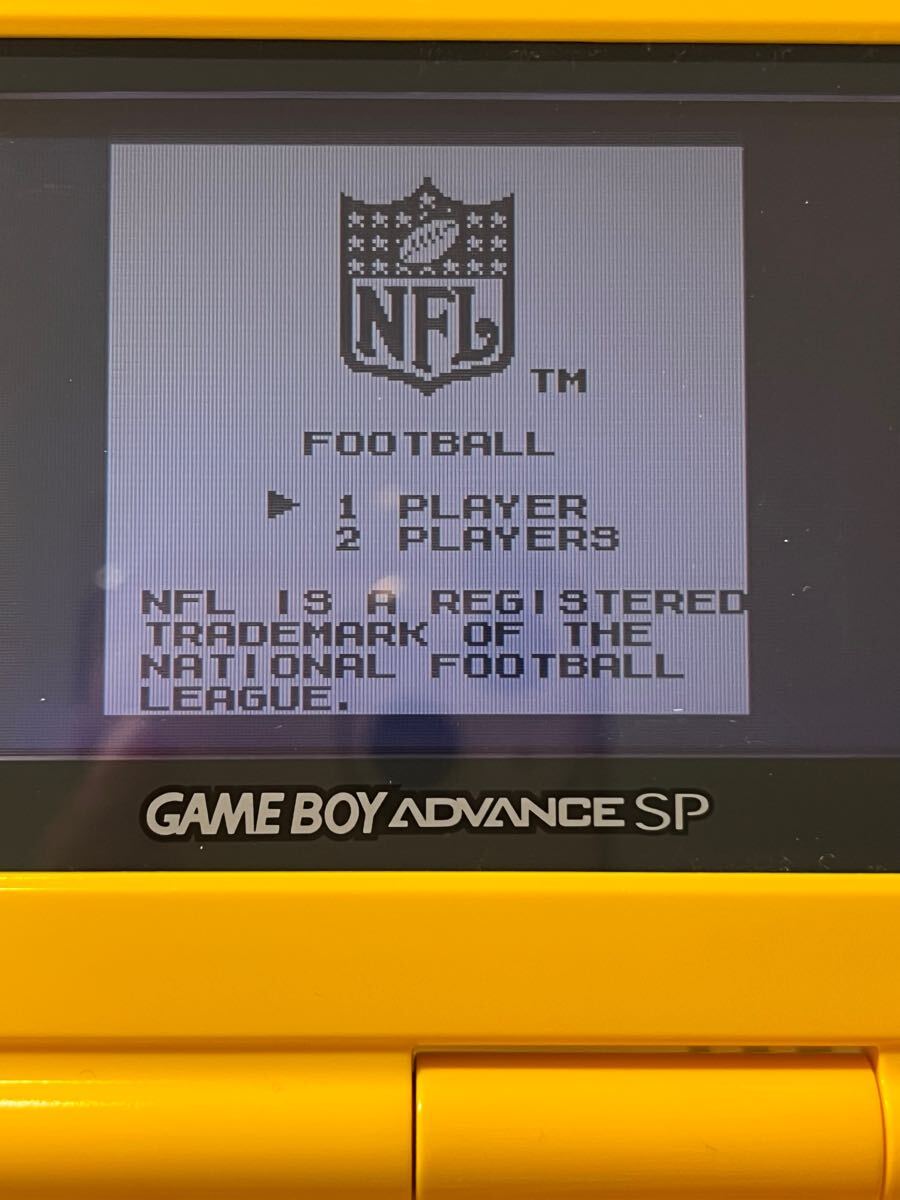 NFL
TM
FOOTBALL
▶ 1 PLAYER
2 PLAYERS
NFL IS A REGISTERED
TRADEMARK OF THE
NATIONAL FOOTBALL
LEAGUE.
GAME BOY ADVANCE SP